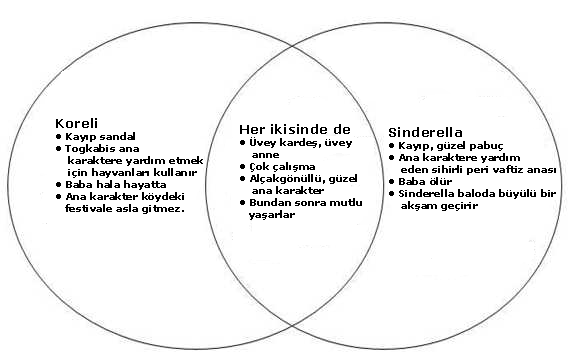 Koreli
• Kayıp sandal
• Togkabis ana
karaktere yardım etmek
için hayvanları kullanır
• Baba hala hayatta
• Ana karakter köydeki
festivale asla gitmez.
Her ikisinde de
• Üvey kardeş, üvey
anne
• Çok çalışma
• Alçakgönüllü, güzel
ana karakter
• Bundan sonra mutlu
yaşarlar
Sinderella
• Kayıp, güzel pabuç
• Ana karaktere yardım
eden sihirli peri vaftiz anası
• Baba ölür
• Sinderella baloda büyülü bir
akşam geçirir